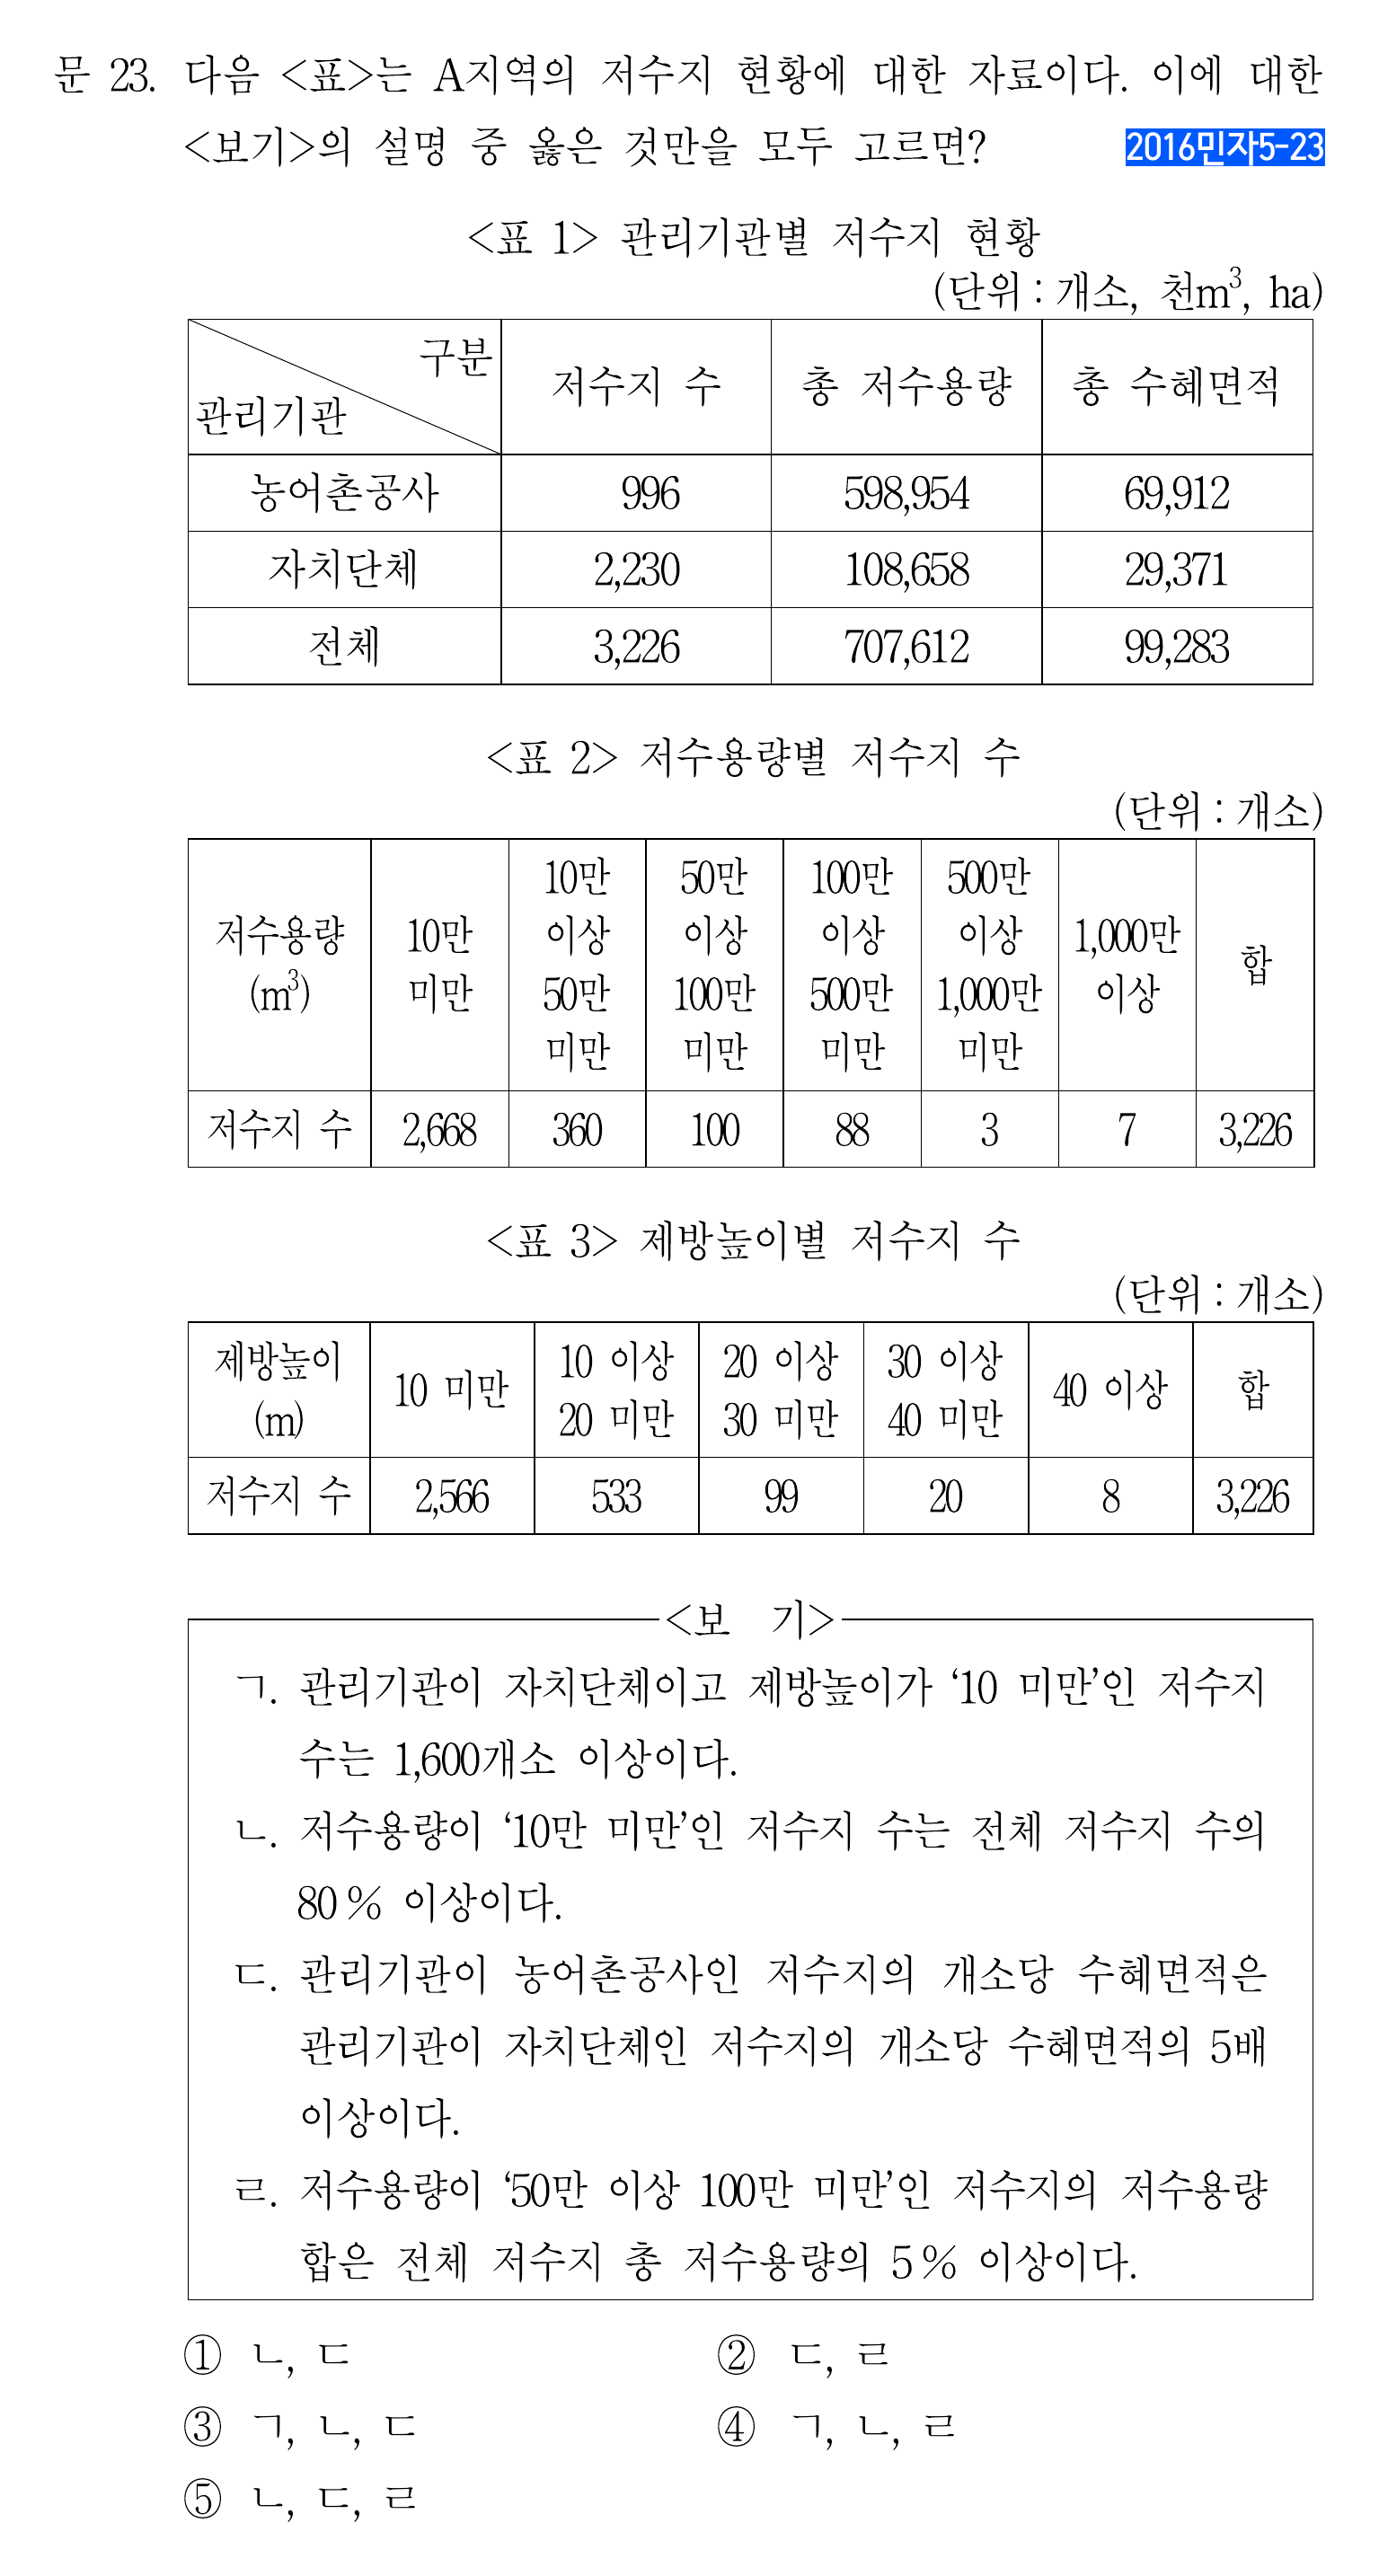 문 23. 다음 <표>는 A지역의 저수지 현황에 대한 자료이다. 이에 대한
<보기>의 설명 중 옳은 것만을 모두 고르면? 2016민자5-23
<표 1> 관리기관별 저수지 현황
(단위 : 개소, 천m³, ha)
구분
관리기관 저수지 수 총 저수용량 총 수혜면적
농어촌공사 996 598,954 69,912
자치단체 2,230 108,658 29,371
전체 3,226 707,612 99,283
<표 2> 저수용량별 저수지 수
(단위 : 개소)
저수용량 (m³) 10만 미만 10만 이상 50만 미만 50만 이상 100만 미만 100만 이상 500만 미만 500만 이상 1,000만 미만 1,000만 이상 합
저수지 수 2,668 360 100 88 3 7 3,226
<표 3> 제방높이별 저수지 수
(단위 : 개소)
제방높이 (m) 10 미만 10 이상 20 미만 20 이상 30 미만 30 이상 40 미만 40 이상 합
저수지 수 2,566 533 99 20 8 3,226
<보 기>
ㄱ. 관리기관이 자치단체이고 제방높이가 ‘10 미만’인 저수지
수는 1,600개소 이상이다.
ㄴ. 저수용량이 ‘10만 미만’인 저수지 수는 전체 저수지 수의
80 % 이상이다.
ㄷ. 관리기관이 농어촌공사인 저수지의 개소당 수혜면적은
관리기관이 자치단체인 저수지의 개소당 수혜면적의 5배
이상이다.
ㄹ. 저수용량이 ‘50만 이상 100만 미만’인 저수지의 저수용량
합은 전체 저수지 총 저수용량의 5 % 이상이다.
① ㄴ, ㄷ ② ㄷ, ㄹ
③ ㄱ, ㄴ, ㄷ ④ ㄱ, ㄴ, ㄹ
⑤ ㄴ, ㄷ, ㄹ